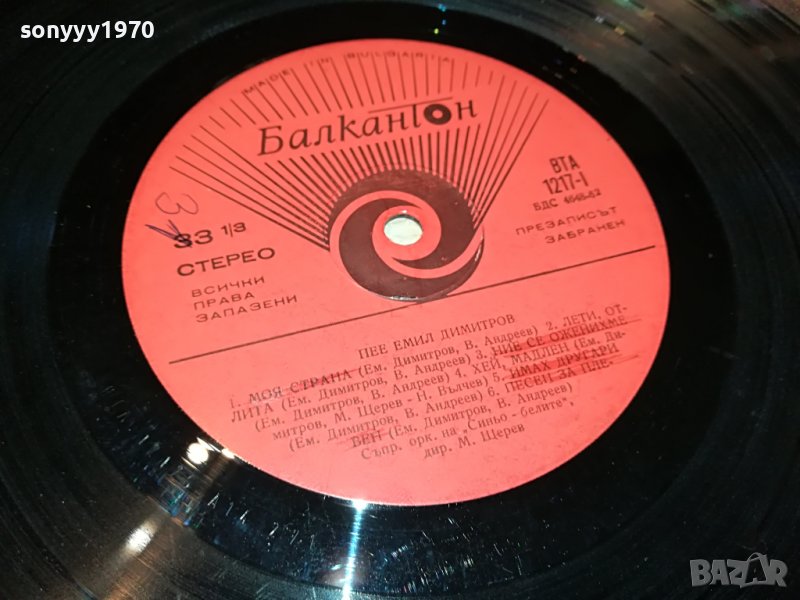 sonyyy1970
MADE IN BULGARIA
Балкантон
ВТА
1217-I
БДС 4648-62
3
33 1/3
СТЕРЕО
ПРЕЗАПИСЪТ
ЗАБРАНЕН
ВСИЧКИ
ПРАВА
ЗАПАЗЕНИ
ПЕЕ ЕМИЛ ДИМИТРОВ
1. МОЯ СТРАНА (Ем. Димитров, В. Андреев) 2. ЛЕТИ, ОТ-
ЛИТА (Ем. Димитров, В. Андреев) 3. НИЕ СЕ ОЖЕНИХМЕ
(Ем. Димитров, В. Андреев) 4. ХЕЙ, МАДЛЕН (Ем. Ди-
митров, М. Щерев - Н. Вълчев) 5. ИМАХ ДРУГАРИ
(Ем. Димитров, В. Андреев) 6. ПЕСЕН ЗА ПЛЕ-
ВЕН (Ем. Димитров, В. Андреев)
Съпр. орк. на „Синьо-белите",
дир. М. Щерев
BAZAR